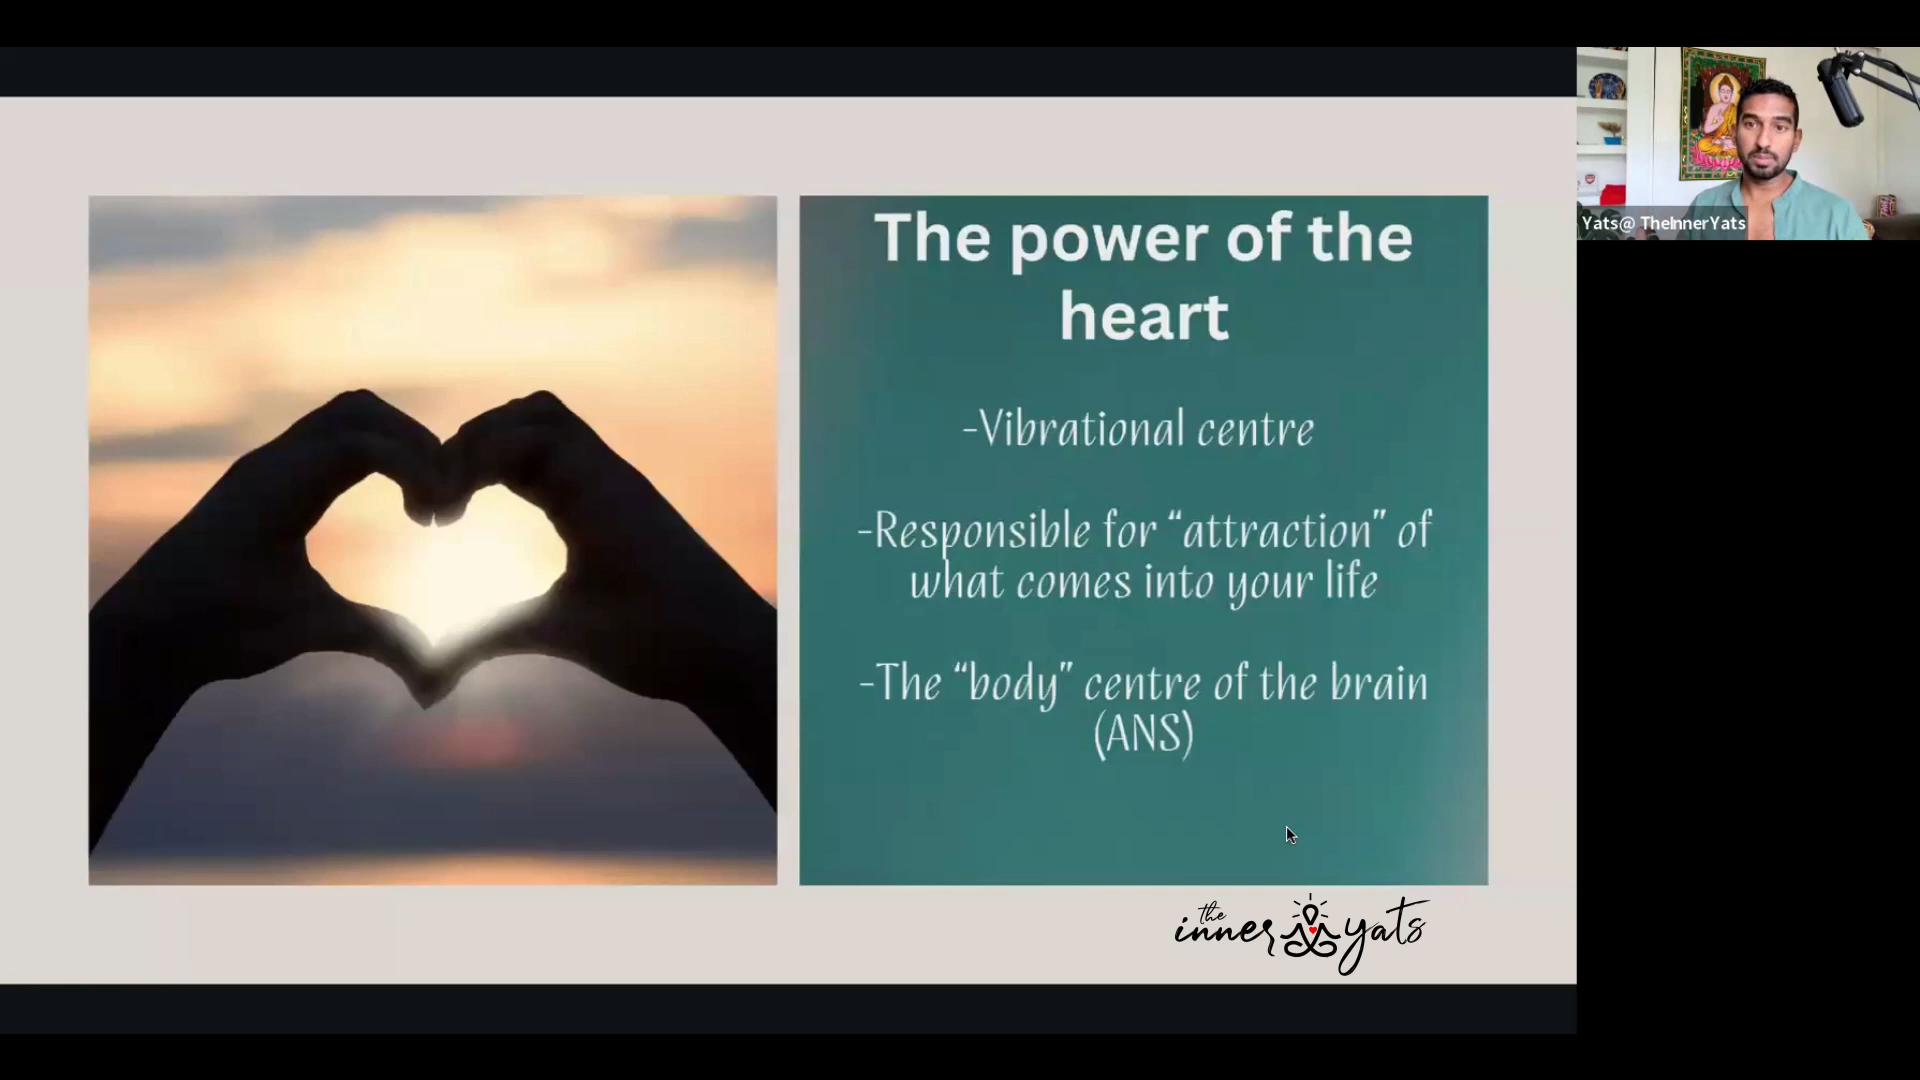 The power of the
heart
-Vibrational centre
-Responsible for “attraction” of
what comes into your life
-The “body” centre of the brain
(ANS)
the
inner yats
Yats@ TheInnerYats